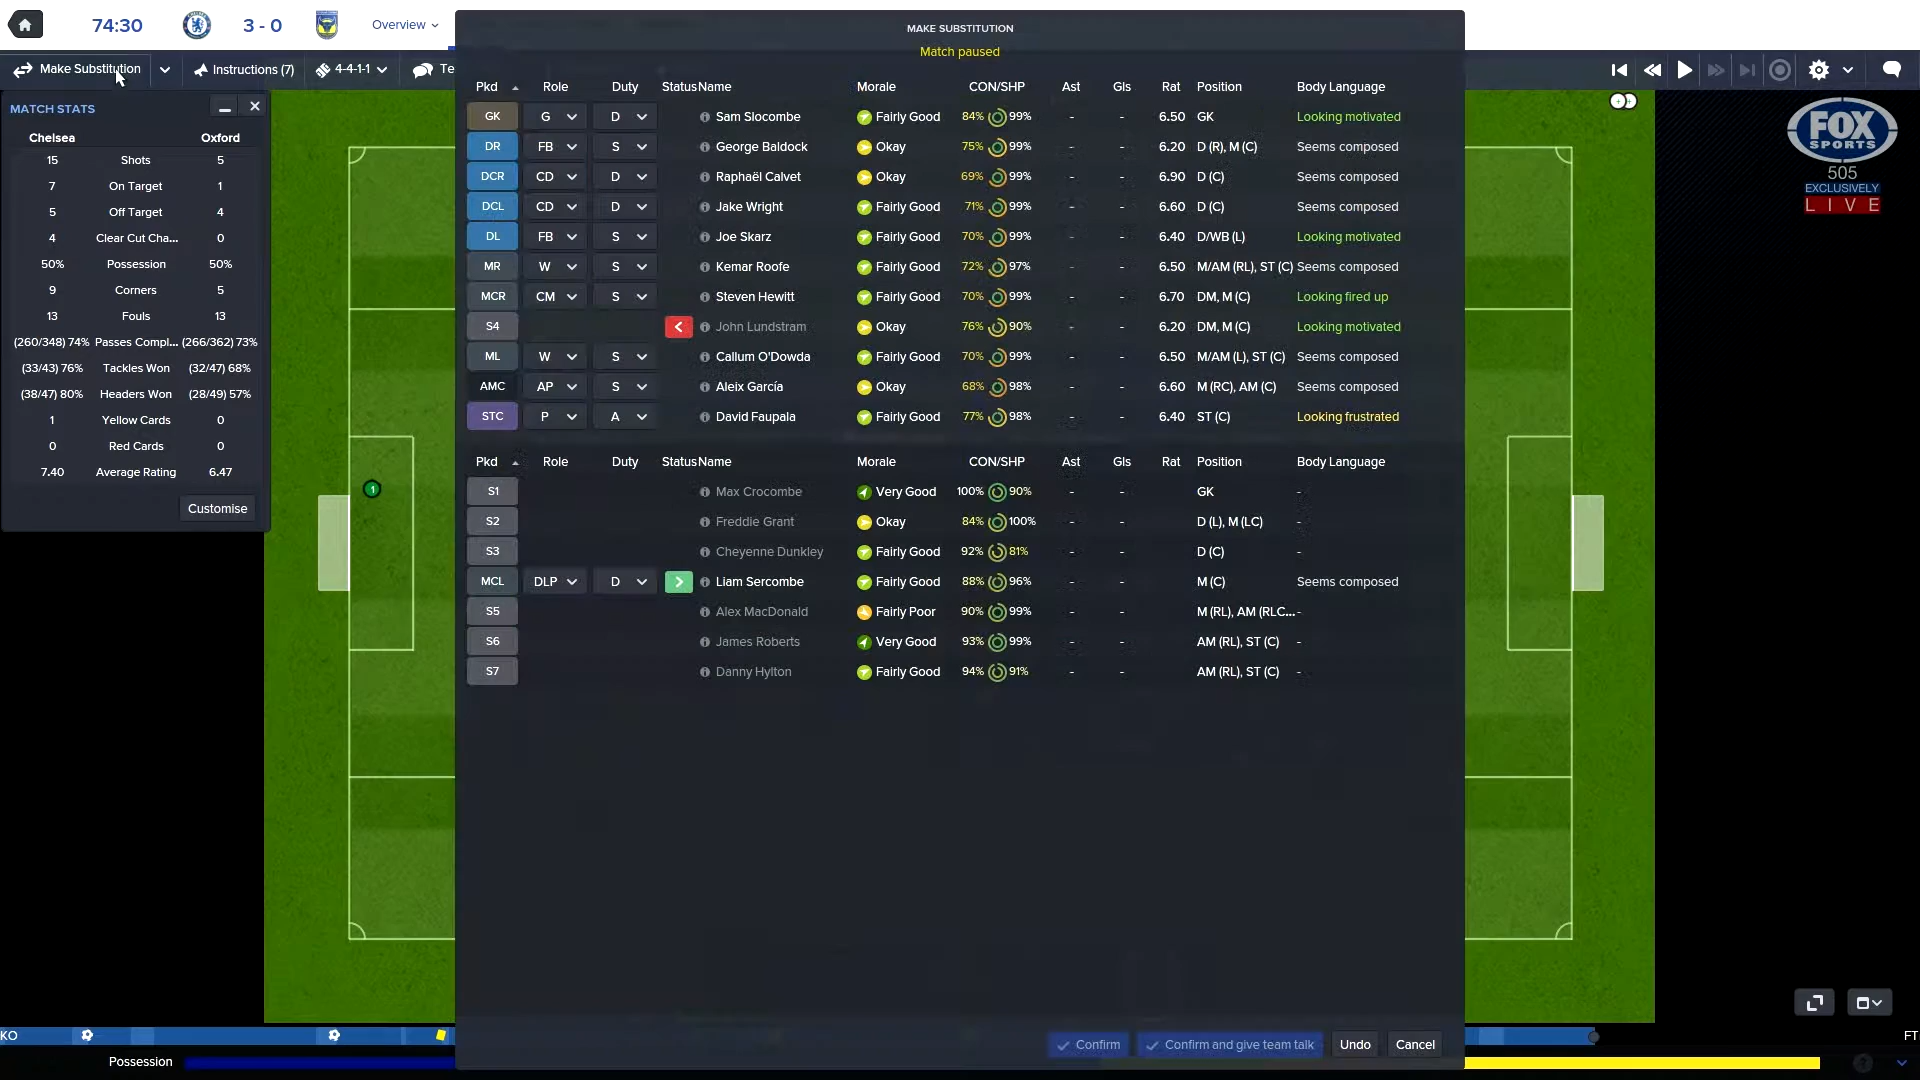 74:30 3 - 0 Overview
Make Substitution Instructions (7) 4-4-1-1 Te
MATCH STATS
Chelsea Oxford
15 Shots 5
7 On Target 1
5 Off Target 4
4 Clear Cut Cha... 0
50% Possession 50%
9 Corners 5
13 Fouls 13
(260/348) 74% Passes Compl... (266/362) 73%
(33/43) 76% Tackles Won (32/47) 68%
(38/47) 80% Headers Won (28/49) 57%
1 Yellow Cards 0
0 Red Cards 0
7.40 Average Rating 6.47
Customise
1
MAKE SUBSTITUTION
Match paused
Pkd Role Duty Status Name Morale CON/SHP Ast Gls Rat Position Body Language
GK G D Sam Slocombe Fairly Good 84% 99% - - 6.50 GK Looking motivated
DR FB S George Baldock Okay 75% 99% - - 6.20 D (R), M (C) Seems composed
DCR CD D Raphaël Calvet Okay 69% 99% - - 6.90 D (C) Seems composed
DCL CD D Jake Wright Fairly Good 71% 99% - - 6.60 D (C) Seems composed
DL FB S Joe Skarz Fairly Good 70% 99% - - 6.40 D/WB (L) Looking motivated
MR W S Kemar Roofe Fairly Good 72% 97% - - 6.50 M/AM (RL), ST (C) Seems composed
MCR CM S Steven Hewitt Fairly Good 70% 99% - - 6.70 DM, M (C) Looking fired up
S4 John Lundstram Okay 76% 90% - - 6.20 DM, M (C) Looking motivated
ML W S Callum O'Dowda Fairly Good 70% 99% - - 6.50 M/AM (L), ST (C) Seems composed
AMC AP S Aleix García Okay 68% 98% - - 6.60 M (RC), AM (C) Seems composed
STC P A David Faupala Fairly Good 77% 98% - - 6.40 ST (C) Looking frustrated
Pkd Role Duty Status Name Morale CON/SHP Ast Gls Rat Position Body Language
S1 Max Crocombe Very Good 100% 90% - - GK -
S2 Freddie Grant Okay 84% 100% - - D (L), M (LC) -
S3 Cheyenne Dunkley Fairly Good 92% 81% - - D (C) -
MCL DLP D Liam Sercombe Fairly Good 88% 96% - - M (C) Seems composed
S5 Alex MacDonald Fairly Poor 90% 99% - - M (RL), AM (RLC... -
S6 James Roberts Very Good 93% 99% - - AM (RL), ST (C) -
S7 Danny Hylton Fairly Good 94% 91% - - AM (RL), ST (C) -
Confirm Confirm and give team talk Undo Cancel
FOX
SPORTS
505
EXCLUSIVELY
LIVE
KO FT
Possession